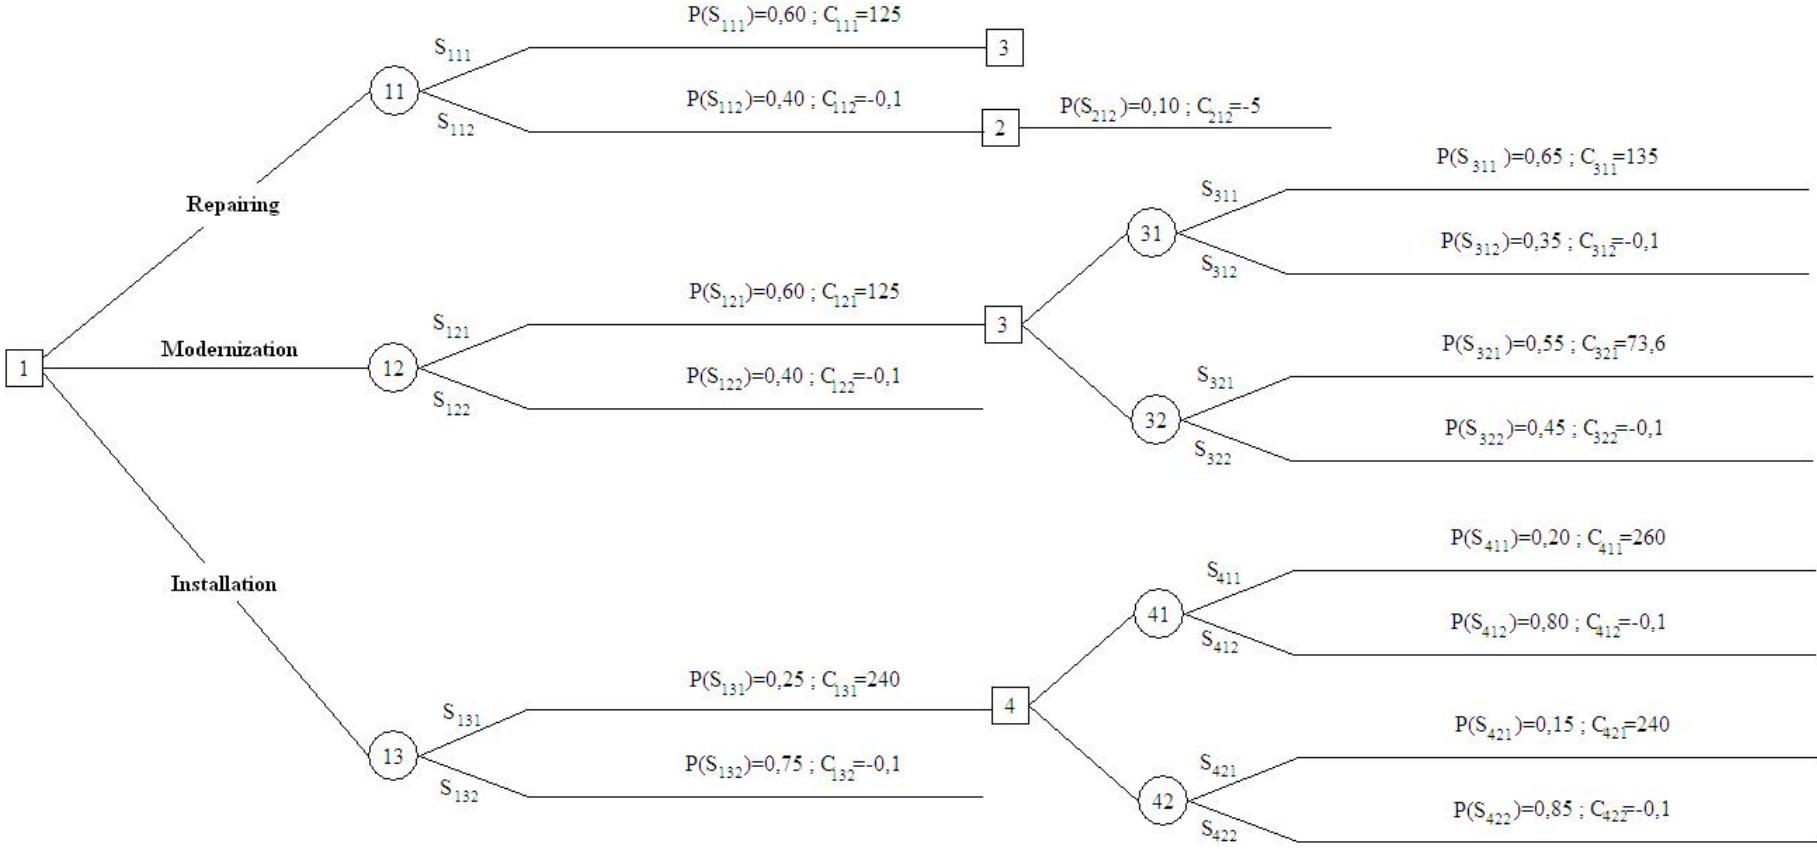 P(S111)=0,60 ; C111=125
S111
3
11
P(S112)=0,40 ; C112=-0,1
S112
2
P(S212)=0,10 ; C212=-5
Repairing
P(S311 )=0,65 ; C311=135
S311
31
P(S312)=0,35 ; C312=-0,1
S312
P(S121)=0,60 ; C121=125
S121
3
1
Modernization
12
P(S122)=0,40 ; C122=-0,1
S122
P(S321)=0,55 ; C321=73,6
S321
32
P(S322)=0,45 ; C322=-0,1
S322
Installation
P(S411)=0,20 ; C411=260
S411
41
P(S412)=0,80 ; C412=-0,1
S412
P(S131)=0,25 ; C131=240
S131
4
13
P(S132)=0,75 ; C132=-0,1
S132
P(S421)=0,15 ; C421=240
S421
42
P(S422)=0,85 ; C422=-0,1
S422